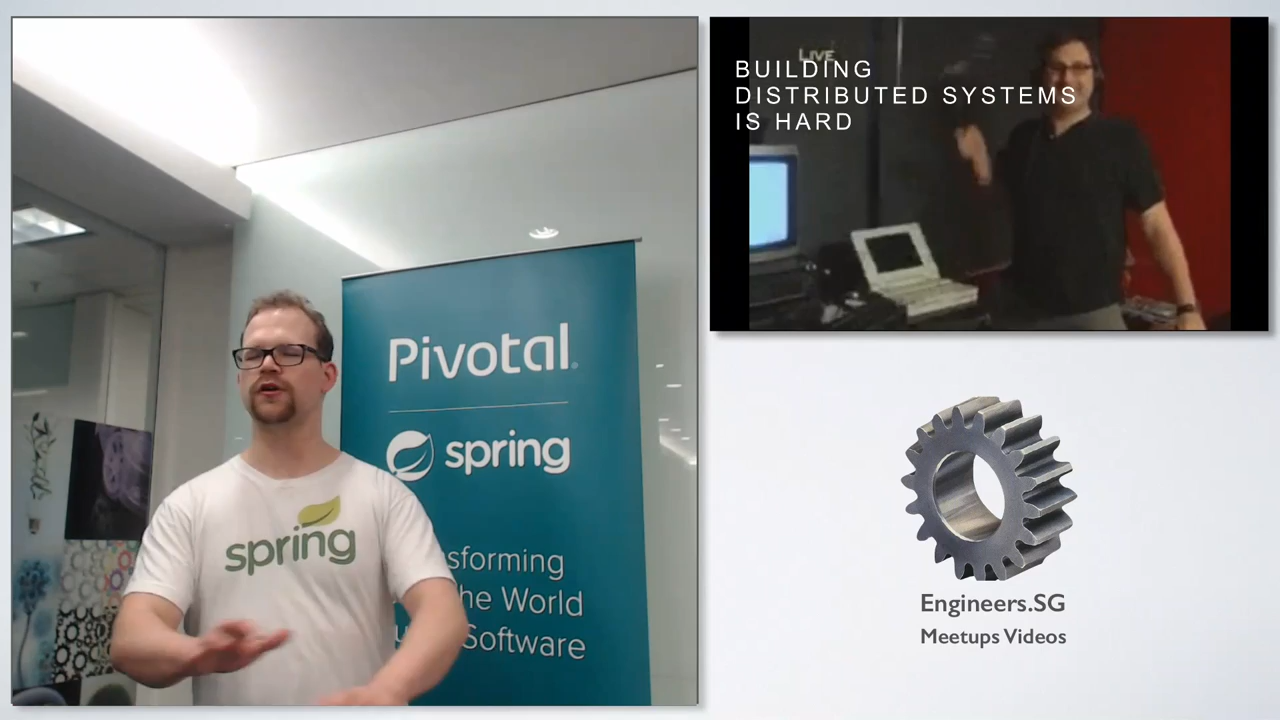 Pivotal
spring
sforming
he World
Software
spring
LIVE
BUILDING
DISTRIBUTED SYSTEMS
IS HARD
Engineers.SG
Meetups Videos